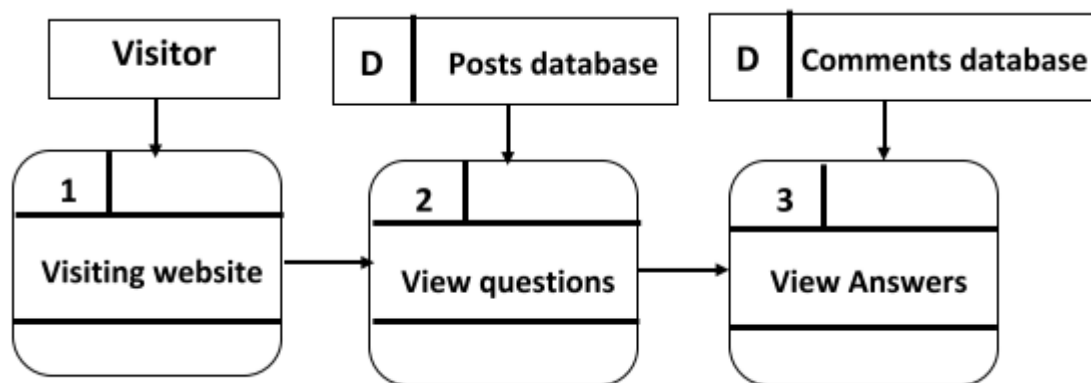 Visitor
D Posts database
D Comments database
1
Visiting website
2
View questions
3
View Answers